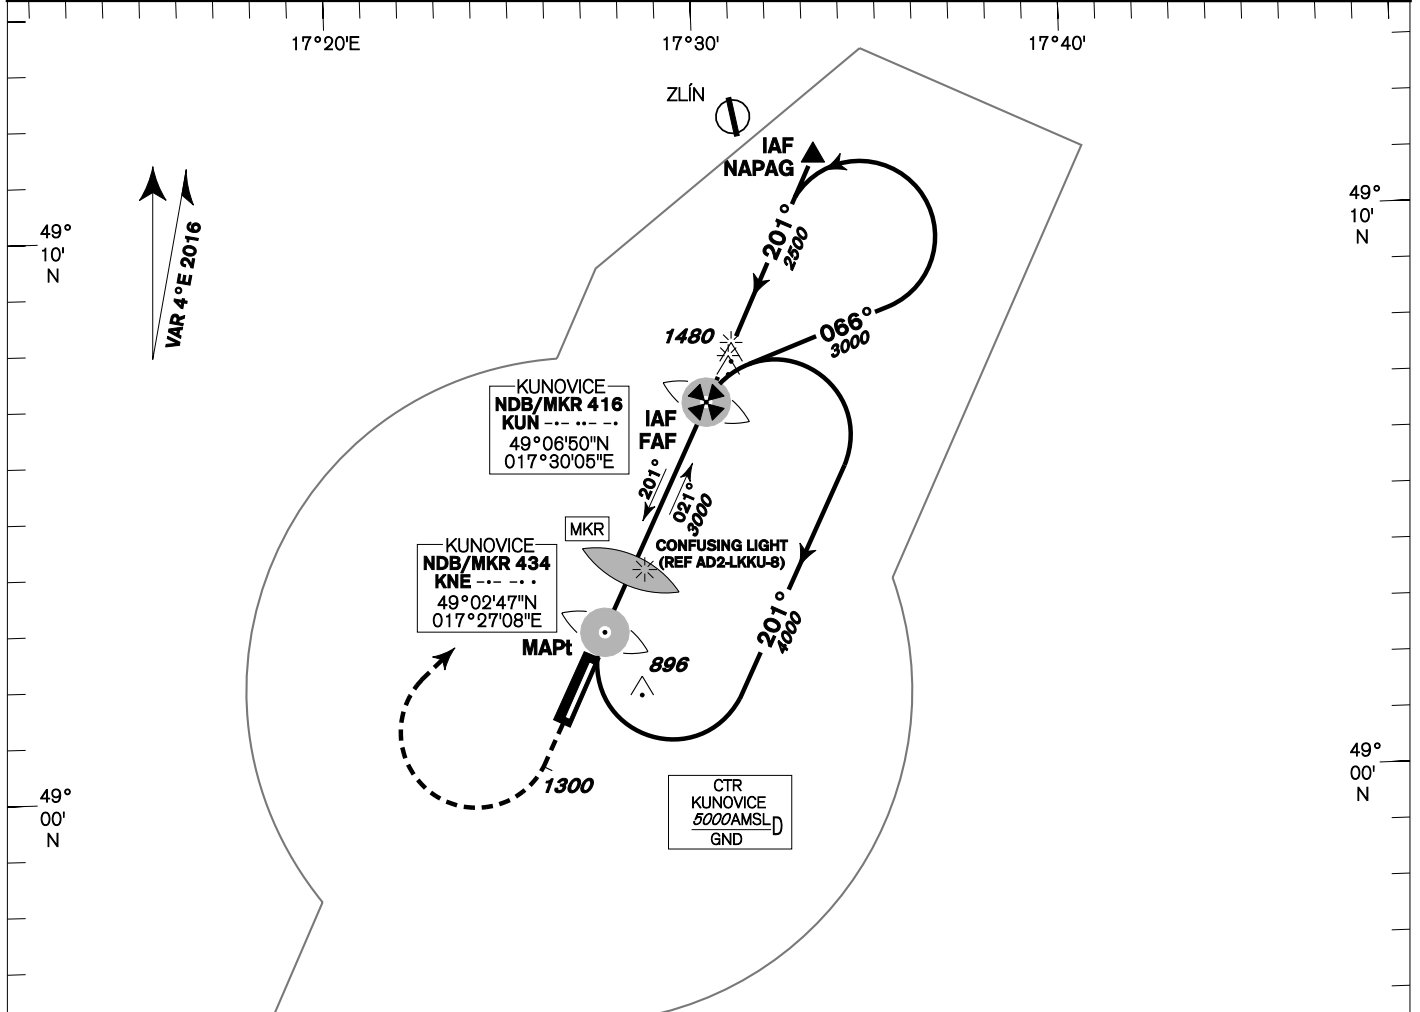 17°20'E
17°30'
17°40'
ZLÍN
IAF
NAPAG
49°
10'
N
49°
10'
N
VAR 4°E 2016
201°
2500
1480
066°
3000
KUNOVICE
NDB/MKR 416
KUN -·- ··- -·
49°06'50"N
017°30'05"E
IAF
FAF
201°
021°
3000
MKR
CONFUSING LIGHT
(REF AD2-LKKU-8)
KUNOVICE
NDB/MKR 434
KNE -·- -· ·
49°02'47"N
017°27'08"E
MAPt
896
201°
4000
1300
CTR
KUNOVICE
5000AMSL
GND
D
49°
00'
N
49°
00'
N